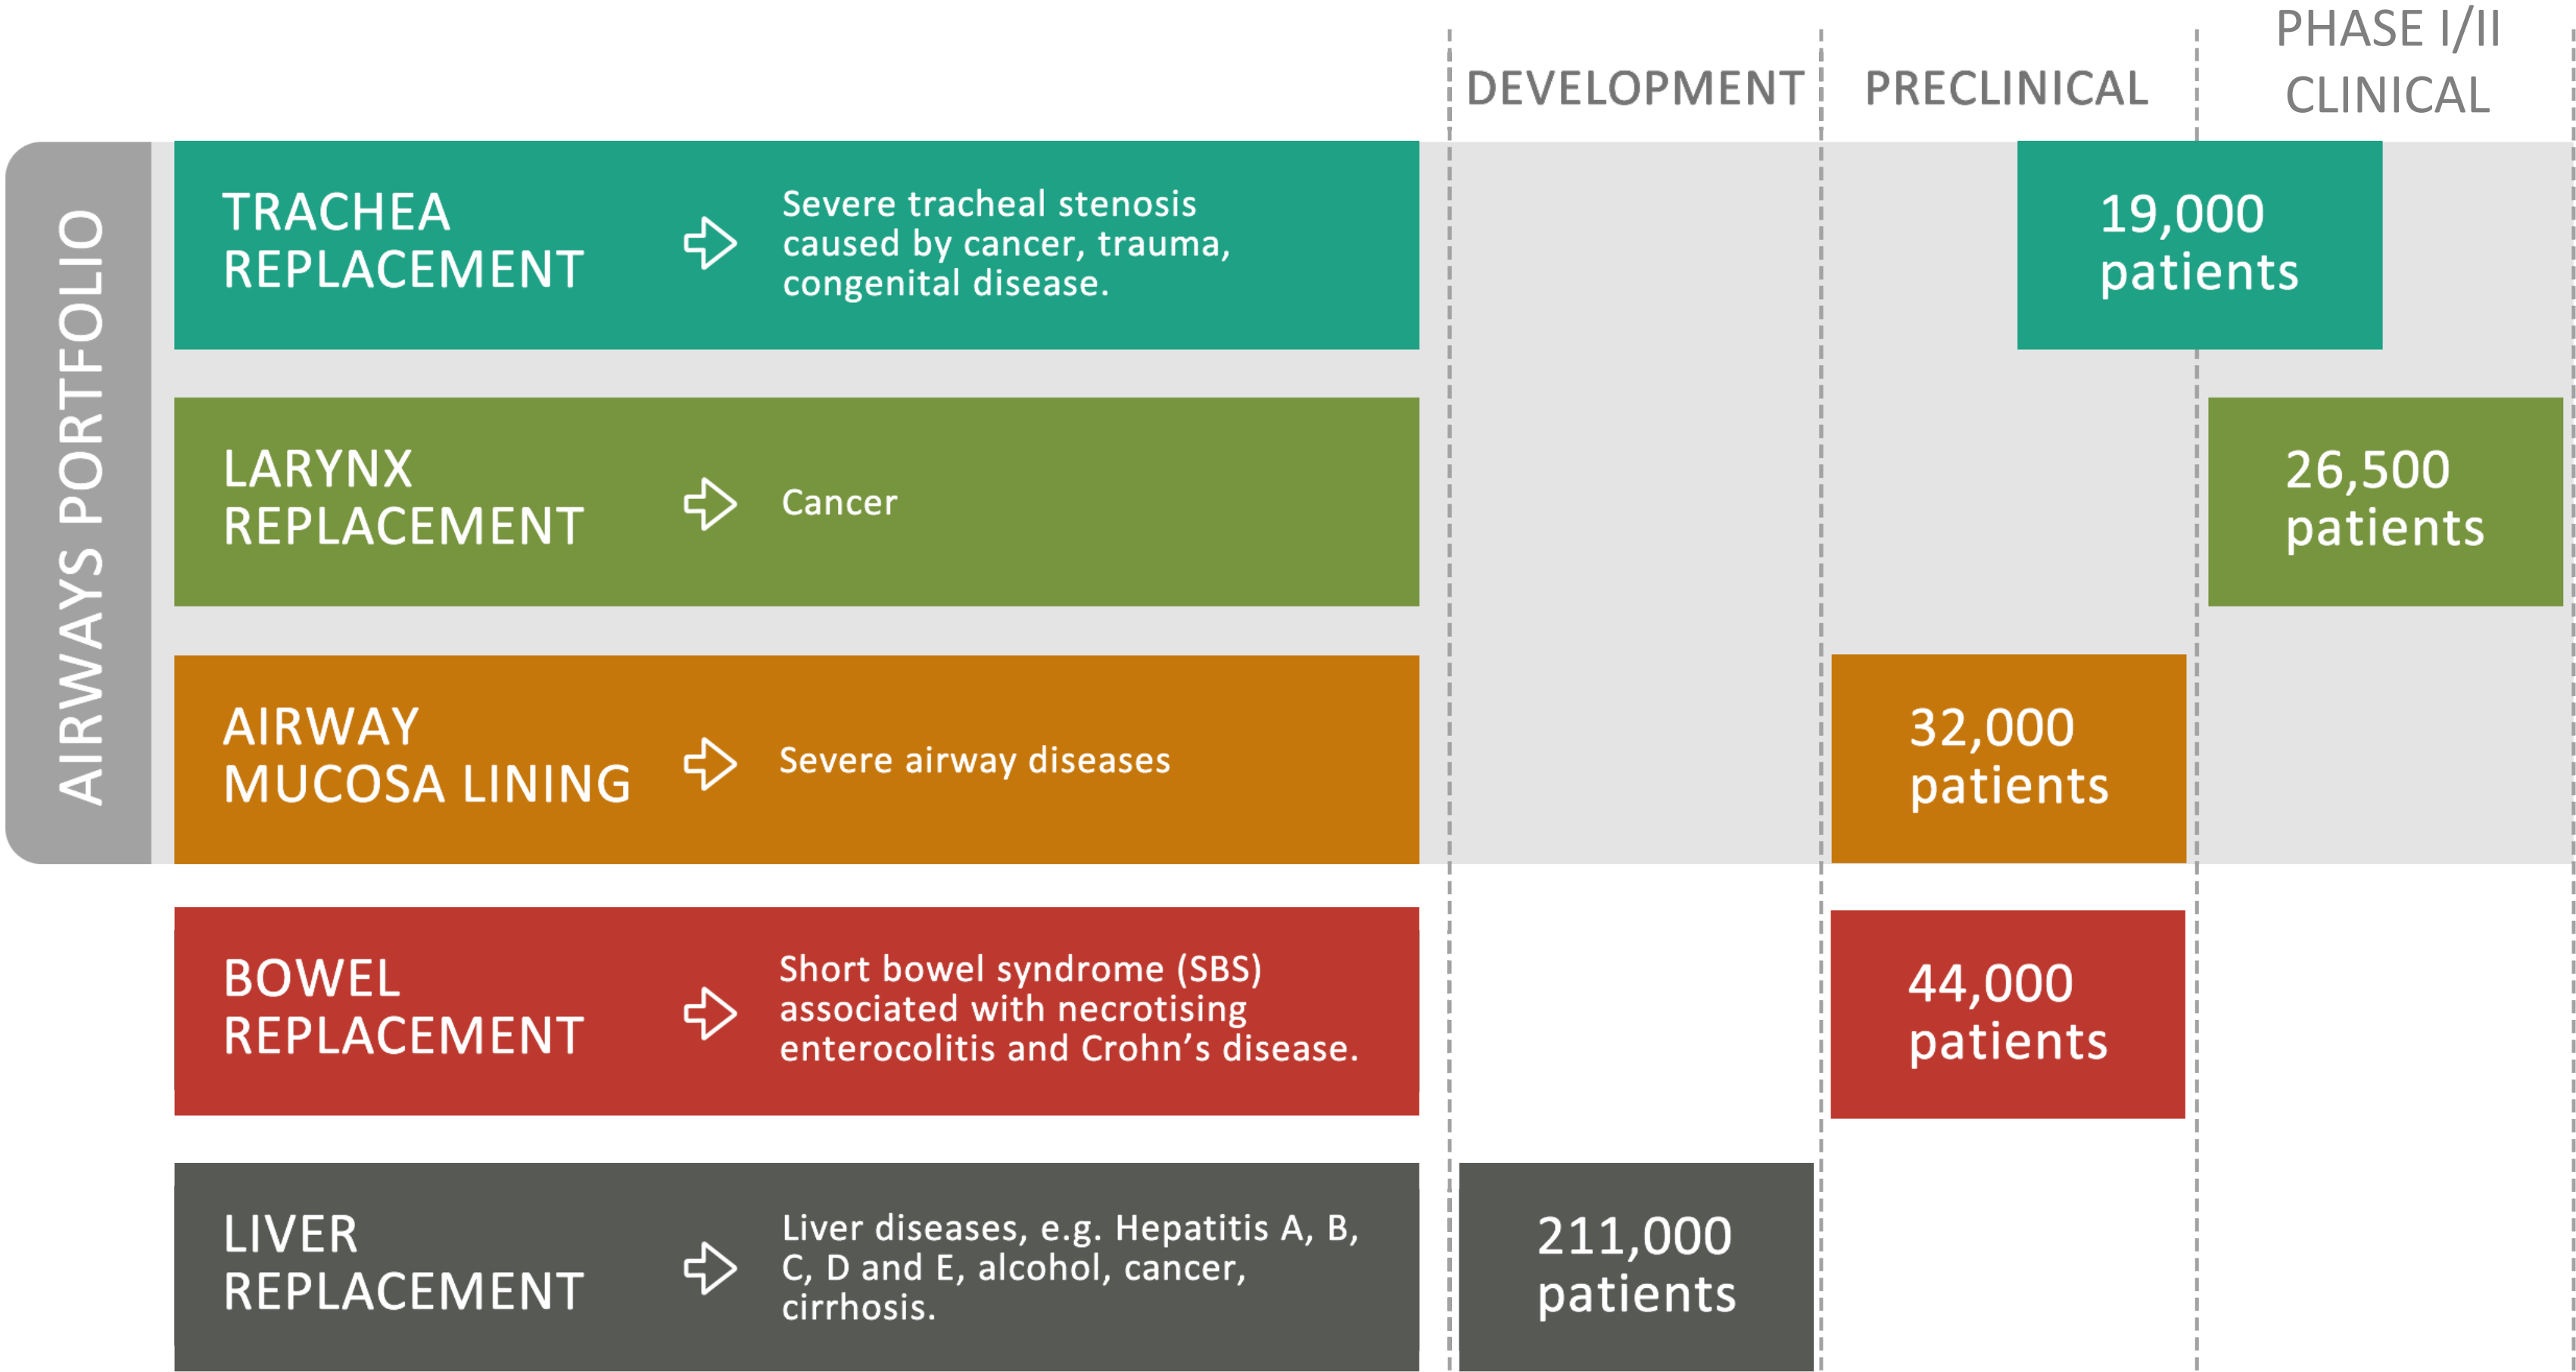 PHASE I/II
CLINICAL
DEVELOPMENT
PRECLINICAL
AIRWAYS PORTFOLIO
TRACHEA
REPLACEMENT
Severe tracheal stenosis
caused by cancer, trauma,
congenital disease.
19,000
patients
LARYNX
REPLACEMENT
Cancer
26,500
patients
AIRWAY
MUCOSA LINING
Severe airway diseases
32,000
patients
BOWEL
REPLACEMENT
Short bowel syndrome (SBS)
associated with necrotising
enterocolitis and Crohn’s disease.
44,000
patients
LIVER
REPLACEMENT
Liver diseases, e.g. Hepatitis A, B,
C, D and E, alcohol, cancer,
cirrhosis.
211,000
patients